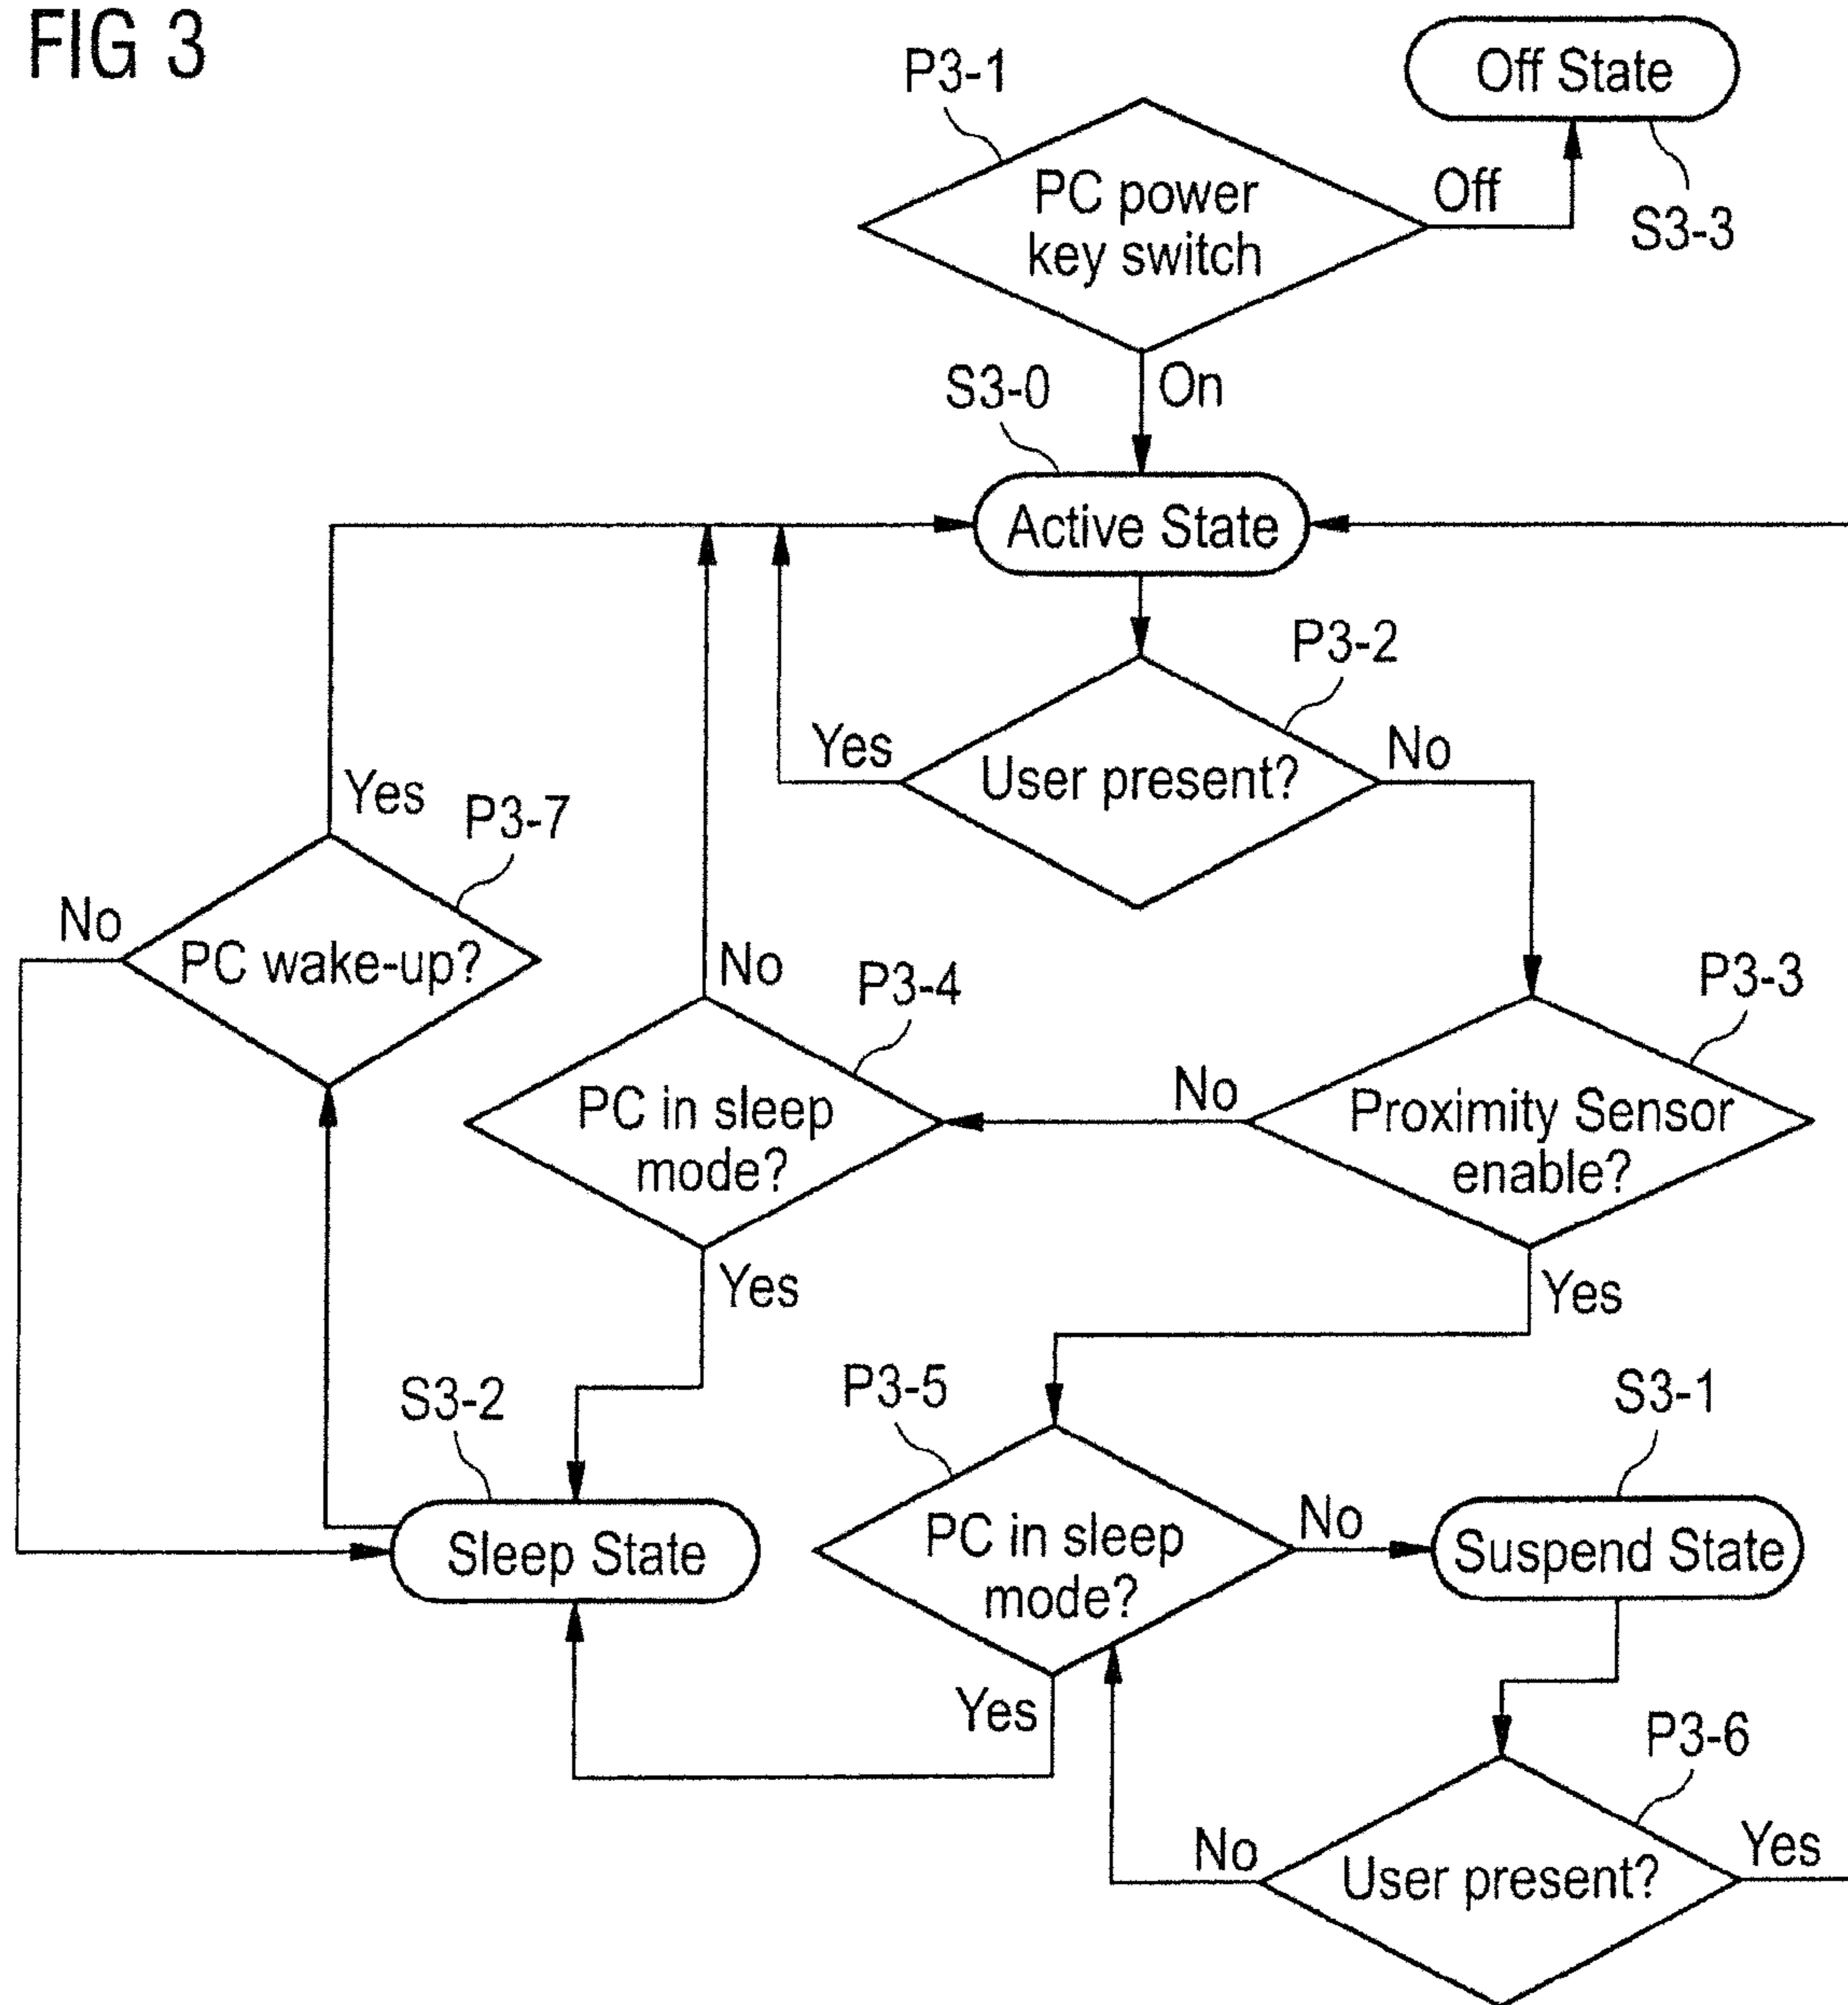 FIG 3
P3-1
Off State
PC power
key switch
Off
S3-3
S3-0
On
Active State
P3-2
Yes
User present?
No
Yes
P3-7
No
PC wake-up?
No
P3-4
P3-3
PC in sleep
mode?
No
Proximity Sensor
enable?
Yes
Yes
S3-2
P3-5
S3-1
Sleep State
PC in sleep
mode?
No
Suspend State
Yes
P3-6
No
User present?
Yes